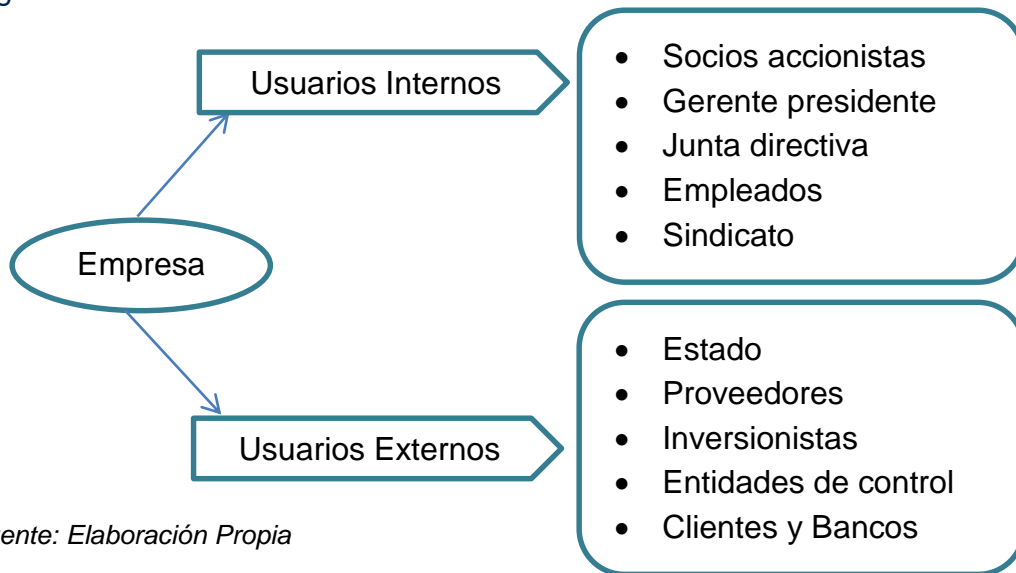 Usuarios Internos
• Socios accionistas
• Gerente presidente
• Junta directiva
• Empleados
• Sindicato
Empresa
Usuarios Externos
• Estado
• Proveedores
• Inversionistas
• Entidades de control
• Clientes y Bancos
ente: Elaboración Propia